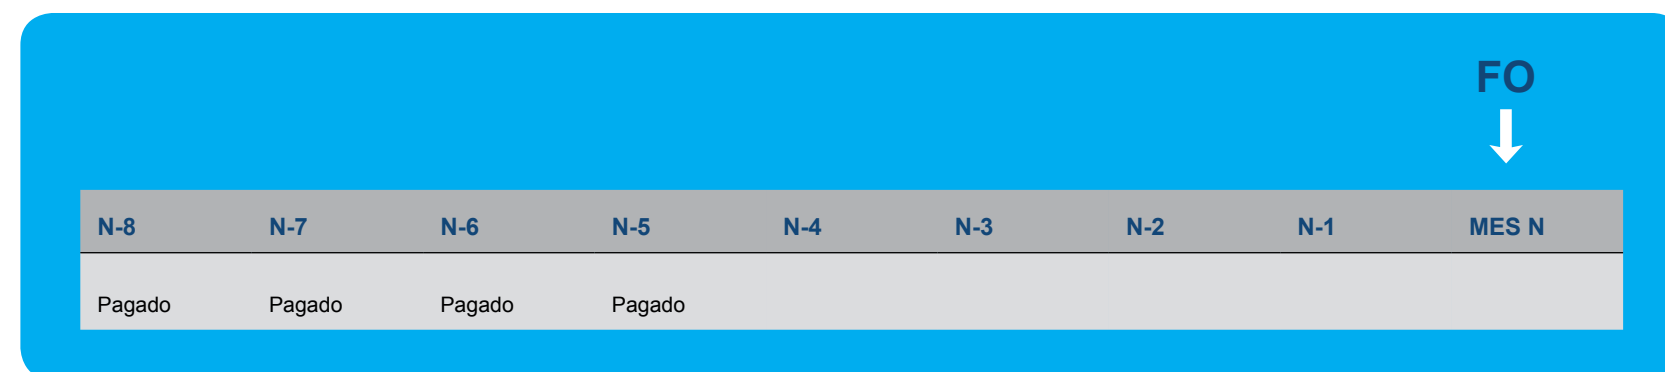 FO
N-8 N-7 N-6 N-5 N-4 N-3 N-2 N-1 MES N
Pagado Pagado Pagado Pagado